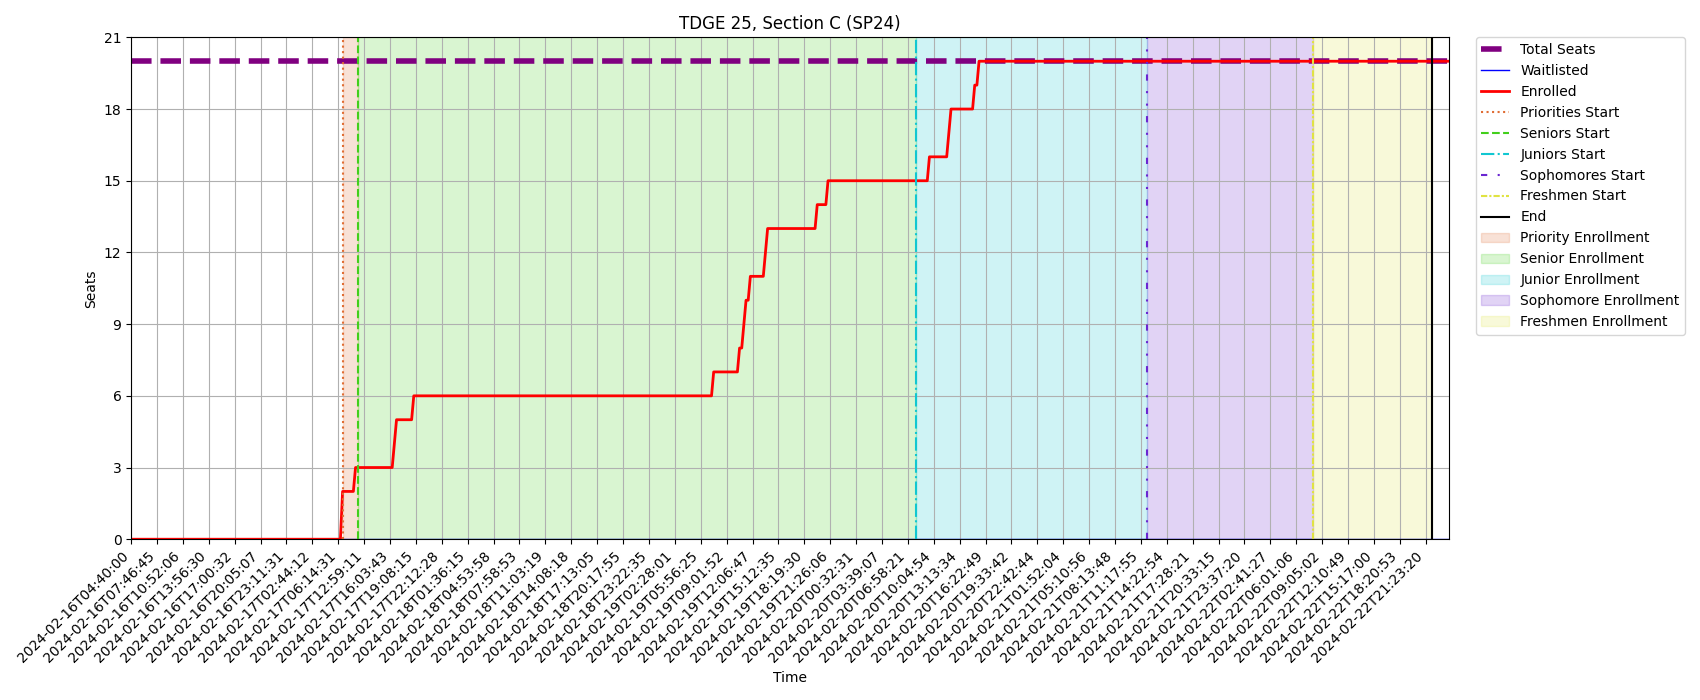 TDGE 25, Section C (SP24)
21
18
15
12
9
6
3
0
Seats
Total Seats
Waitlisted
Enrolled
Priorities Start
Seniors Start
Juniors Start
Sophomores Start
Freshmen Start
End
Priority Enrollment
Senior Enrollment
Junior Enrollment
Sophomore Enrollment
Freshmen Enrollment
2024-02-16T04:40:00
2024-02-16T07:46:45
2024-02-16T10:52:06
2024-02-16T13:56:30
2024-02-16T17:00:32
2024-02-16T20:05:07
2024-02-16T23:11:31
2024-02-17T02:44:12
2024-02-17T06:14:31
2024-02-17T12:59:11
2024-02-17T16:03:43
2024-02-17T19:08:15
2024-02-17T22:12:28
2024-02-18T01:36:15
2024-02-18T04:53:58
2024-02-18T07:58:53
2024-02-18T11:03:19
2024-02-18T14:08:18
2024-02-18T17:13:05
2024-02-18T20:17:55
2024-02-18T23:22:35
2024-02-19T02:28:01
2024-02-19T05:56:25
2024-02-19T09:01:52
2024-02-19T12:06:47
2024-02-19T15:12:35
2024-02-19T18:19:30
2024-02-19T21:26:06
2024-02-20T00:32:31
2024-02-20T03:39:07
2024-02-20T06:58:21
2024-02-20T10:04:54
2024-02-20T13:13:34
2024-02-20T16:22:49
2024-02-20T19:33:42
2024-02-20T22:42:44
2024-02-21T01:52:04
2024-02-21T05:10:56
2024-02-21T08:13:48
2024-02-21T11:17:55
2024-02-21T14:22:54
2024-02-21T17:28:21
2024-02-21T20:33:15
2024-02-21T23:37:20
2024-02-22T02:41:27
2024-02-22T06:01:06
2024-02-22T09:05:02
2024-02-22T12:10:49
2024-02-22T15:17:00
2024-02-22T18:20:53
2024-02-22T21:23:20
Time